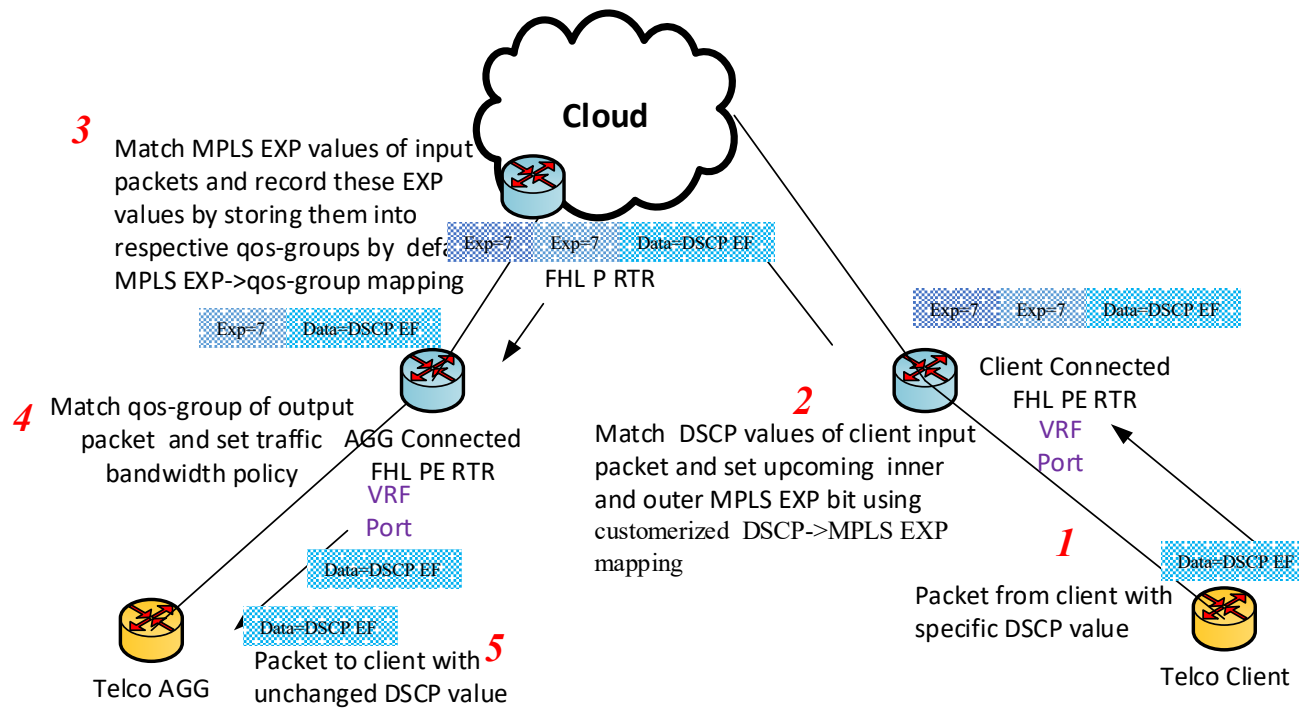 Cloud
3
Match MPLS EXP values of input
packets and record these EXP
values by storing them into
respective qos-groups by
MPLS EXP->qos-group mapping
Exp=7 Exp=7 Data=DSCP EF
FHL P RTR
Exp=7 Data=DSCP EF
4
Match qos-group of output
packet and set traffic
bandwidth policy
AGG Connected
FHL PE RTR
VRF
Port
Data=DSCP EF
Data=DSCP EF
5
Packet to client with
unchanged DSCP value
Telco AGG
Exp=7 Exp=7 Data=DSCP EF
Client Connected
FHL PE RTR
VRF
Port
2
Match DSCP values of client input
packet and set upcoming inner
and outer MPLS EXP bit using
customerized DSCP->MPLS EXP
mapping
1
Data=DSCP EF
Packet from client with
specific DSCP value
Telco Client